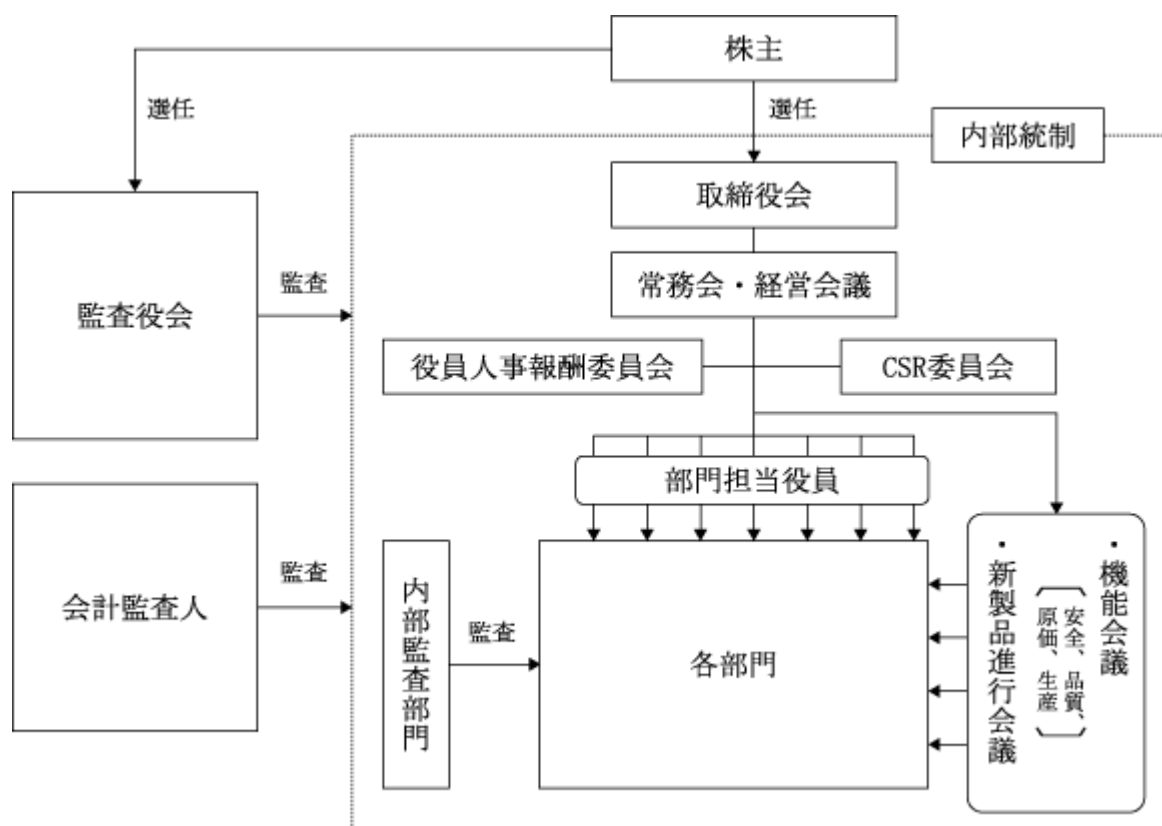 株主
選任
選任
内部統制
取締役会
常務会・経営会議
監査役会
監査
役員人事報酬委員会
CSR委員会
部門担当役員
会計監査人
監査
内部監査部門
監査
各部門
・機能会議
〔安全、品質、
原価、生産〕
・新製品進行会議